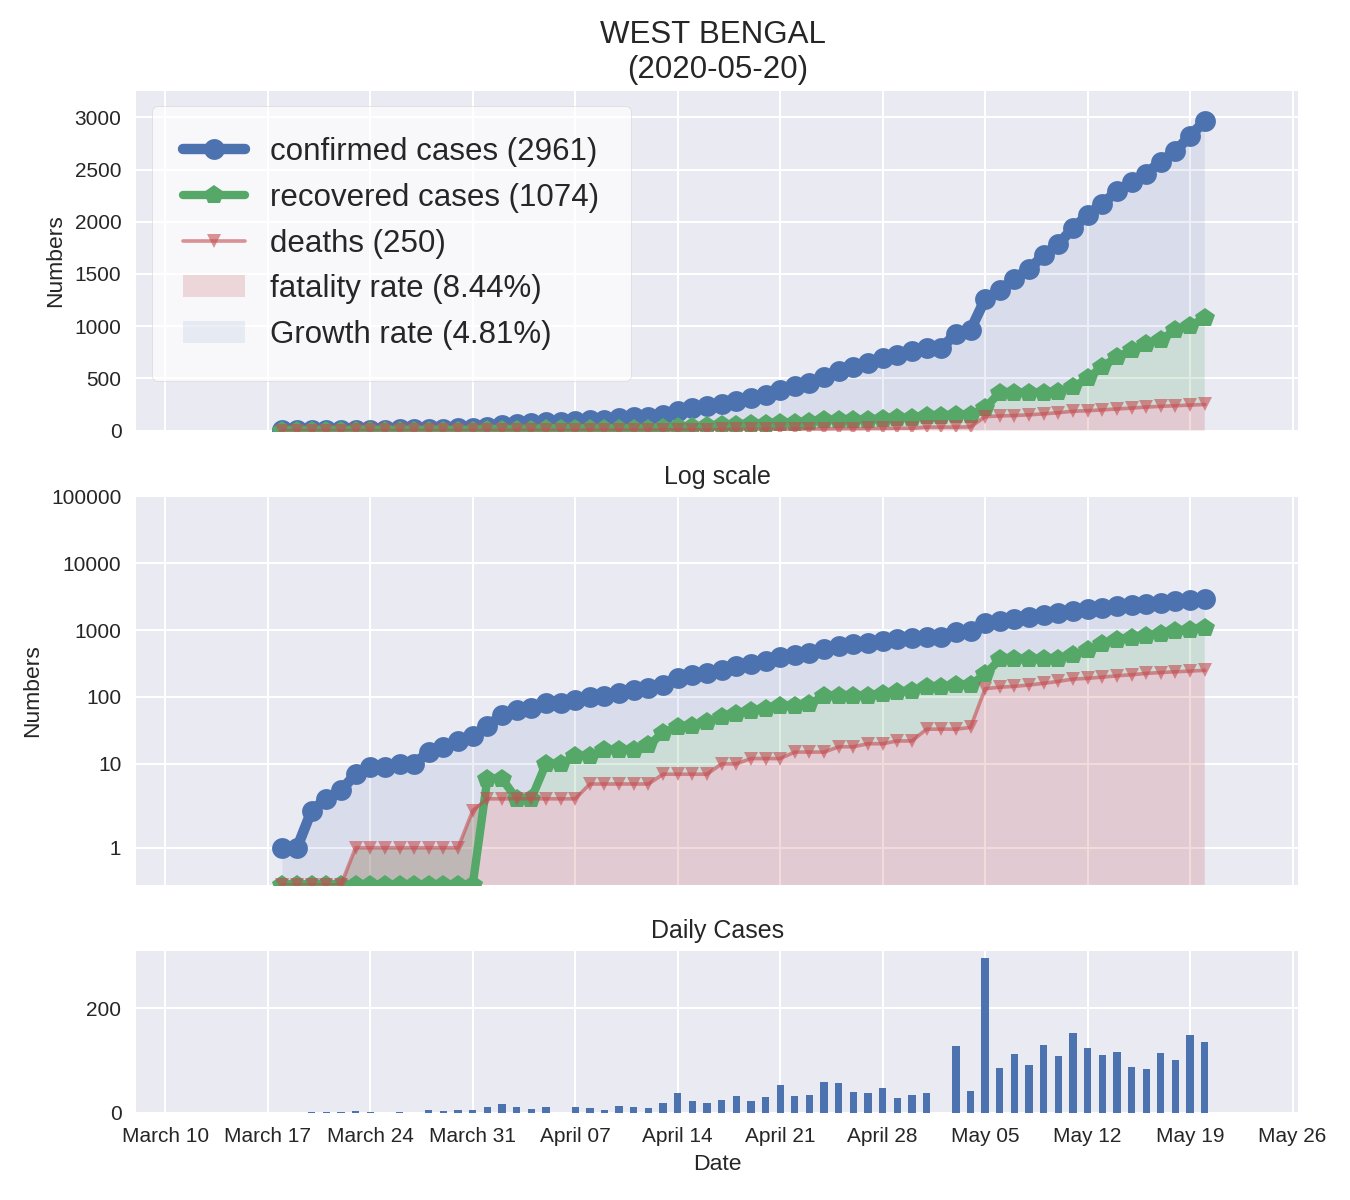 WEST BENGAL
(2020-05-20)
3000
2500
2000
1500
1000
500
0
Numbers
confirmed cases (2961)
recovered cases (1074)
deaths (250)
fatality rate (8.44%)
Growth rate (4.81%)
Log scale
100000
10000
1000
100
10
1
Numbers
Daily Cases
200
0
March 10 March 17 March 24 March 31 April 07 April 14 April 21 April 28 May 05 May 12 May 19 May 26
Date